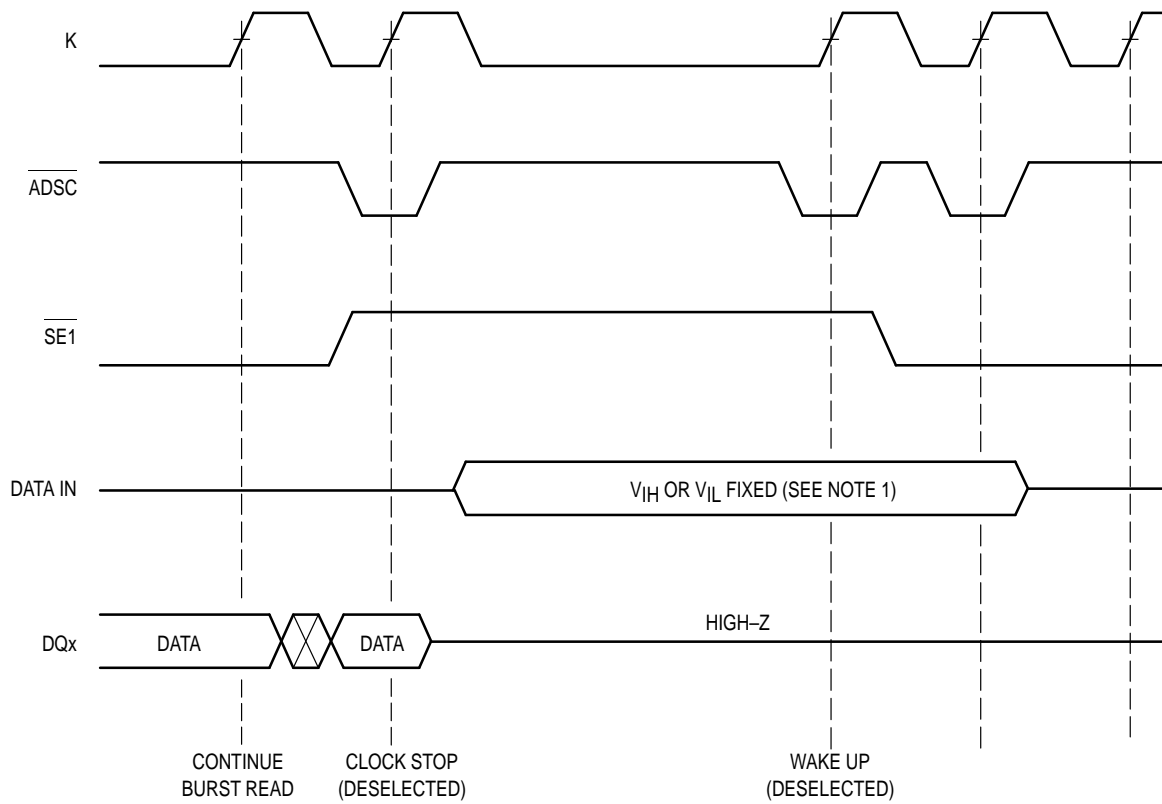 K
ADSC
SE1
DATA IN
VIH OR VIL FIXED (SEE NOTE 1)
DQx
DATA
DATA
HIGH–Z
CONTINUE
BURST READ
CLOCK STOP
(DESELECTED)
WAKE UP
(DESELECTED)